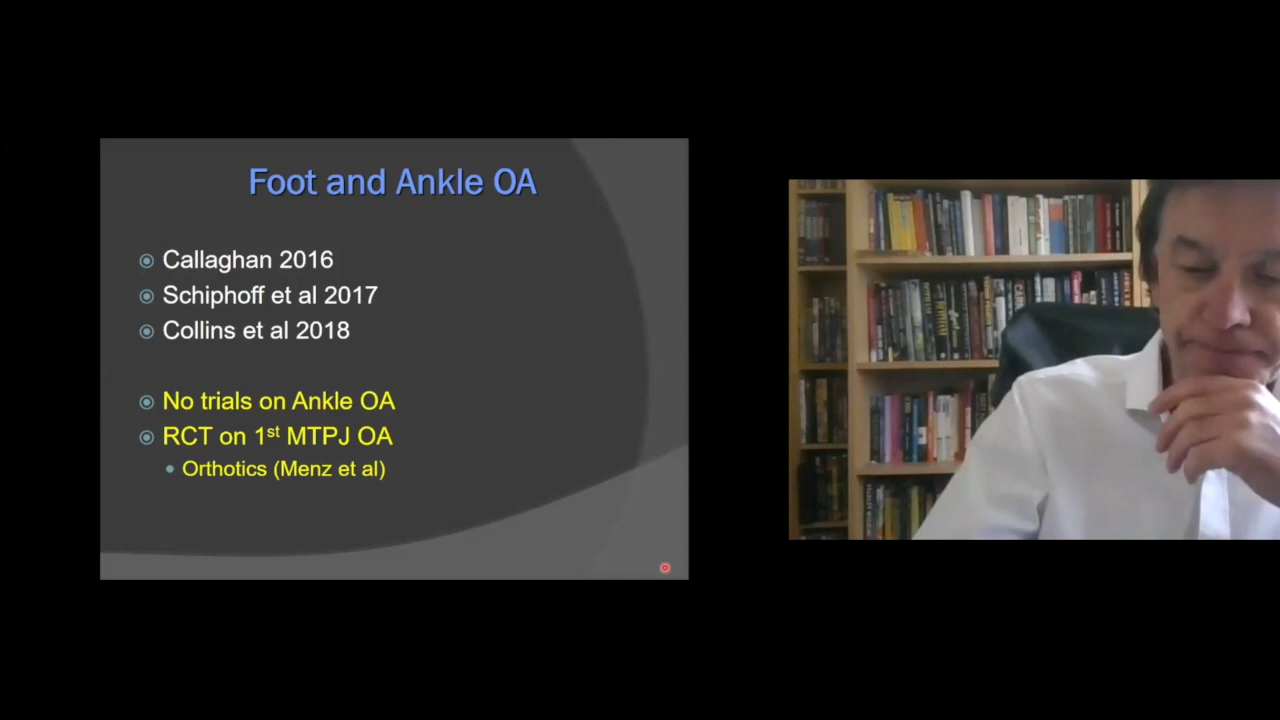 Foot and Ankle OA
Callaghan 2016
Schiphoff et al 2017
Collins et al 2018
No trials on Ankle OA
RCT on 1st MTPJ OA
Orthotics (Menz et al)